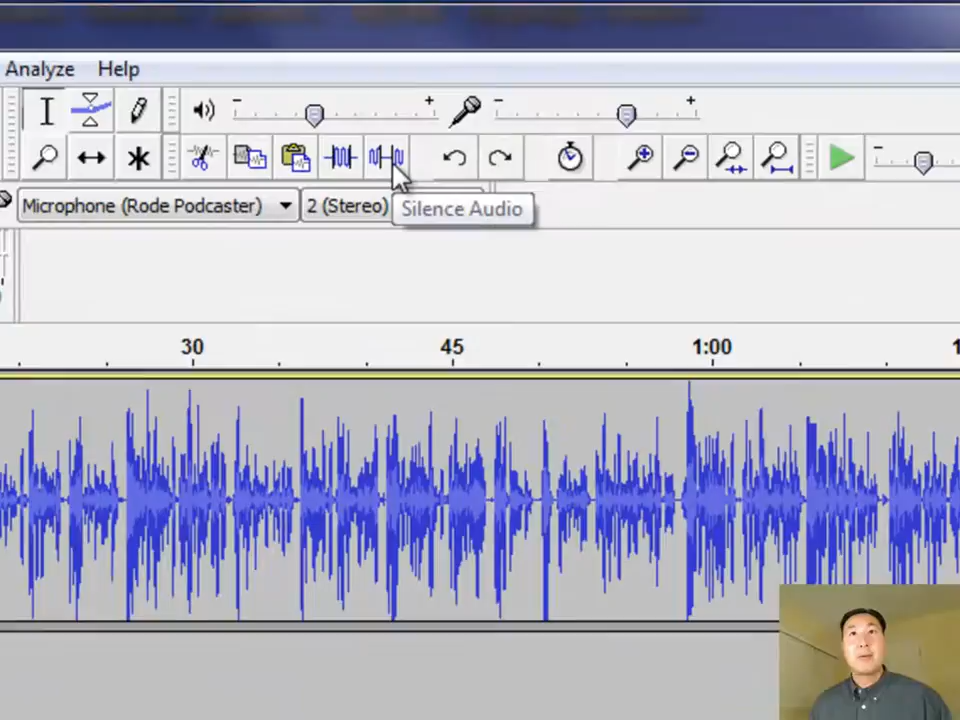 Analyze Help
Microphone (Rode Podcaster) 2 (Stereo)
Silence Audio
30 45 1:00